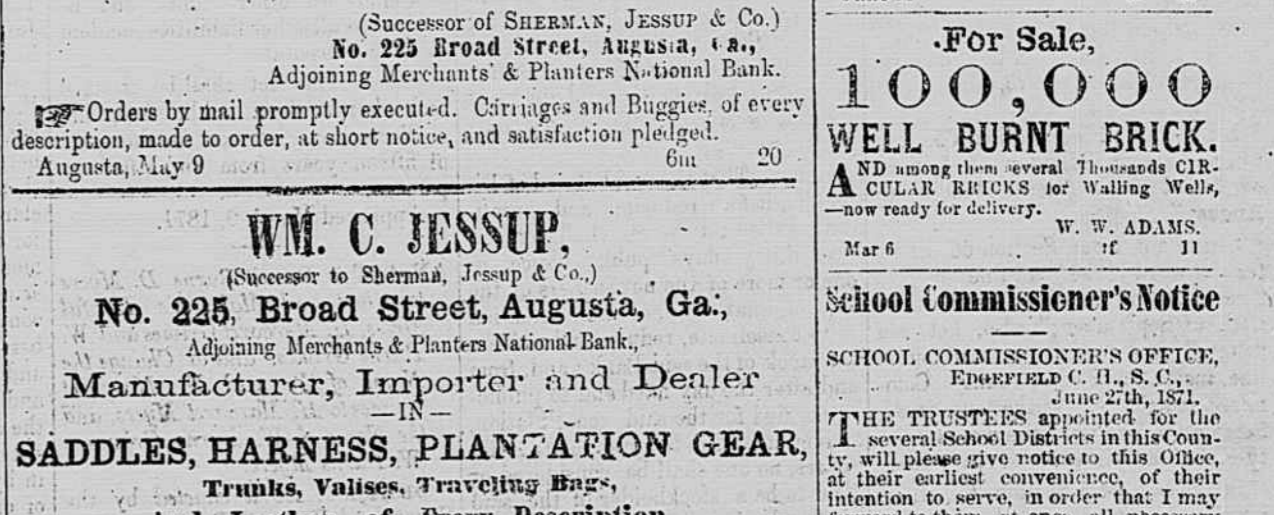 (Successor of SHERMAN, JESSUP & Co.)
No. 225 Broad Street, Augusta, Ga.,
Adjoining Merchants' & Planters National Bank.
Orders by mail promptly executed. Carriages and Buggies, of every
description, made to order, at short notice, and satisfaction pledged.
Augusta, May 9 6m 20
WM. C. JESSUP,
(Successor to Sherman, Jessup & Co.,)
No. 225, Broad Street, Augusta, Ga.,
Adjoining Merchants & Planters National Bank,
Manufacturer, Importer and Dealer
—IN—
SADDLES, HARNESS, PLANTATION GEAR,
Trunks, Valises, Traveling Bags,
of Every Description
For Sale,
100,000
WELL BURNT BRICK.
AND among them several Thousands CIR-
CULAR BRICKS for Walling Wells,
—now ready for delivery.
W. W. ADAMS.
Mar 6 tf 11
School Commissioner's Notice
SCHOOL COMMISSIONER'S OFFICE,
EDGEFIELD C. H., S. C.,
June 27th, 1871.
THE TRUSTEES appointed for the
several School Districts in this Coun-
ty, will please give notice to this Office,
at their earliest convenience, of their
intention to serve, in order that I may